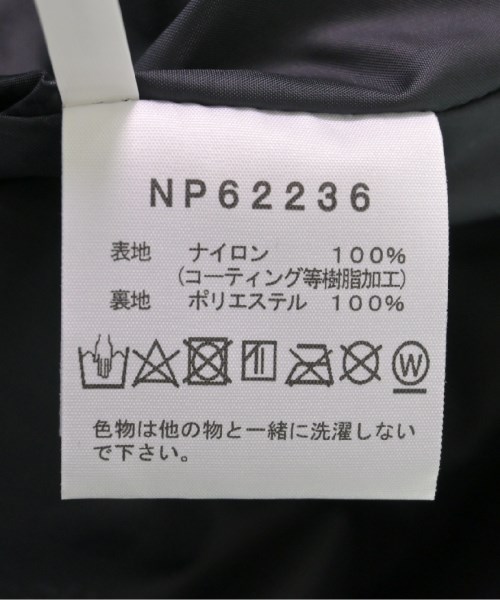 NP62236
表地 ナイロン 100%
(コーティング等樹脂加工)
裏地 ポリエステル 100%
W
色物は他の物と一緒に洗濯しない
で下さい。